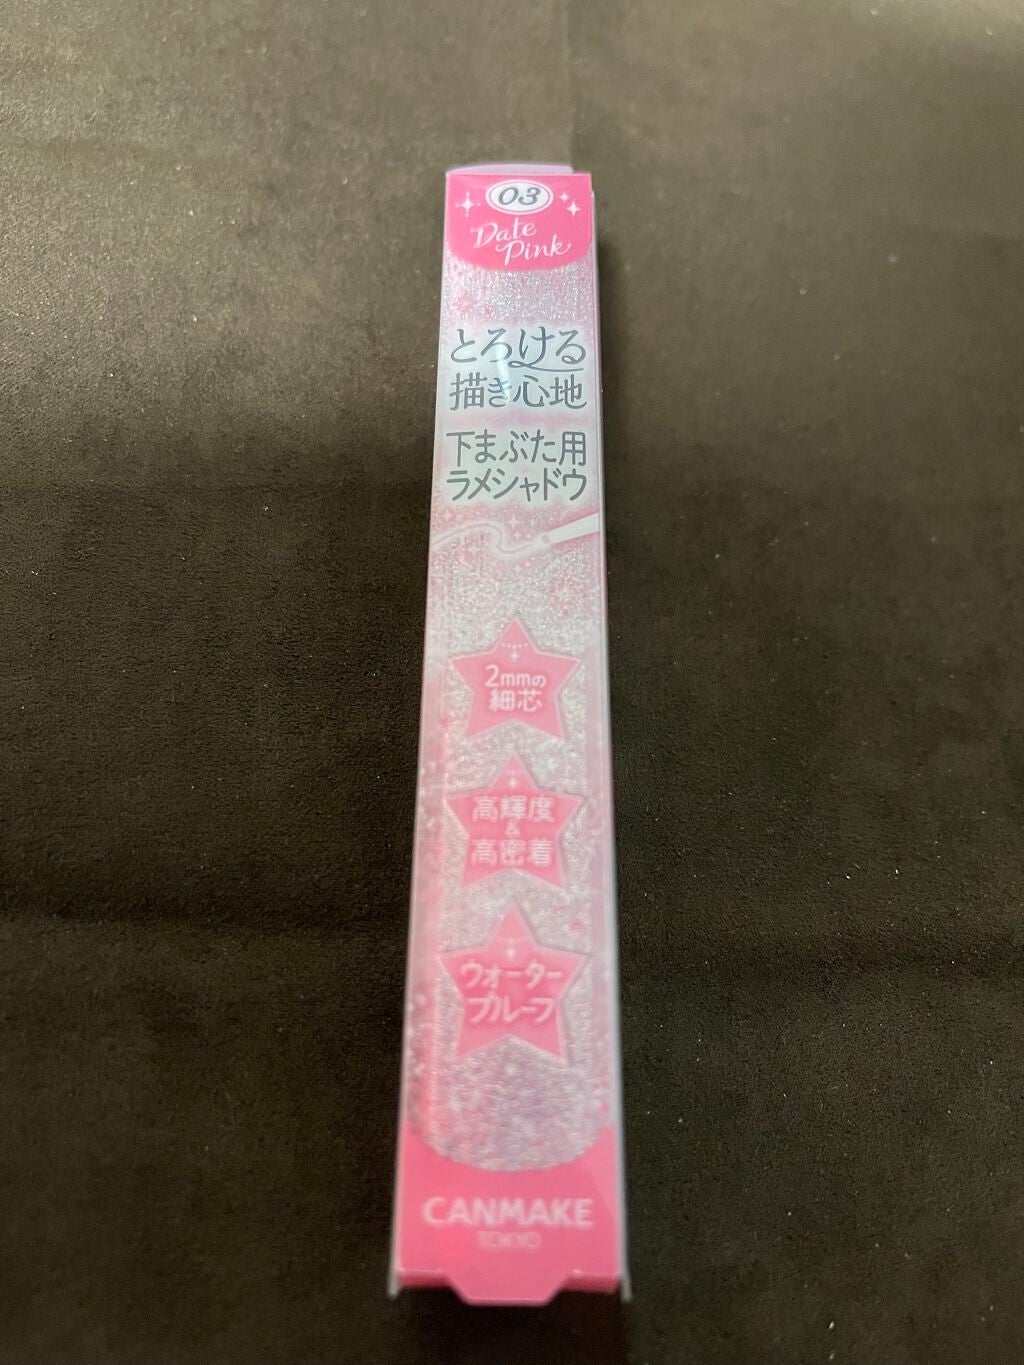 03
Date
Pink
とろける
描き心地
下まぶた用
ラメシャドウ
2mmの
細芯
高輝度
&
高密着
ウォーター
プルーフ
CANMAKE
TOKYO